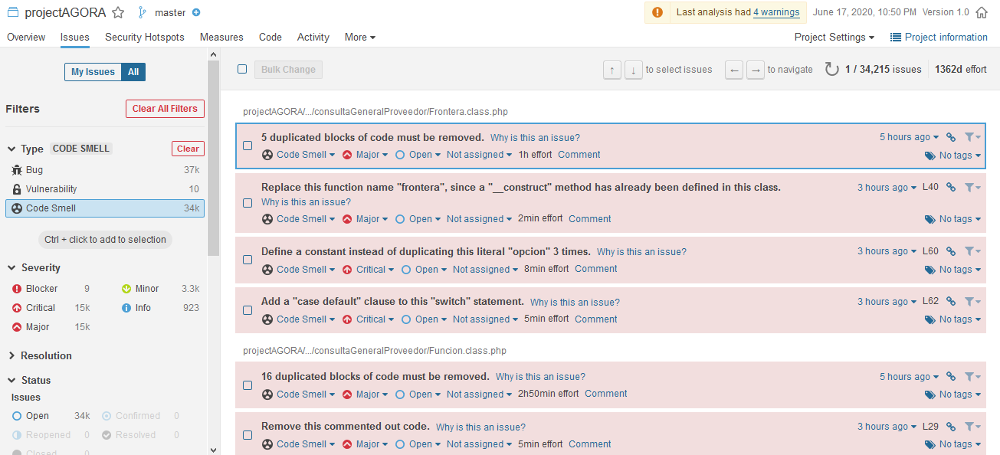 projectAGORA master Last analysis had 4 warnings June 17, 2020, 10:50 PM Version 1.0
Overview Issues Security Hotspots Measures Code Activity More Project Settings Project information
My Issues All
Bulk Change ↑ ↓ to select issues ← → to navigate 1 / 34,215 issues 1362d effort
Filters Clear All Filters
Type CODE SMELL Clear
Bug 37k
Vulnerability 10
Code Smell 34k
Ctrl + click to add to selection
Severity
Blocker 9 Minor 3.3k
Critical 15k Info 923
Major 15k
Resolution
Status
Issues
Open 34k Confirmed 0
Reopened 0 Resolved 0
Closed 0
projectAGORA/.../consultaGeneralProveedor/Frontera.class.php
5 duplicated blocks of code must be removed. Why is this an issue? 5 hours ago
Code Smell Major Open Not assigned 1h effort Comment No tags
Replace this function name "frontera", since a "__construct" method has already been defined in this class. 3 hours ago L40
Why is this an issue?
Code Smell Major Open Not assigned 2min effort Comment No tags
Define a constant instead of duplicating this literal "opcion" 3 times. Why is this an issue? 3 hours ago L60
Code Smell Critical Open Not assigned 8min effort Comment No tags
Add a "case default" clause to this "switch" statement. Why is this an issue? 3 hours ago L62
Code Smell Critical Open Not assigned 5min effort Comment No tags
projectAGORA/.../consultaGeneralProveedor/Funcion.class.php
16 duplicated blocks of code must be removed. Why is this an issue? 5 hours ago
Code Smell Major Open Not assigned 2h50min effort Comment No tags
Remove this commented out code. Why is this an issue? 3 hours ago L29
Code Smell Major Open Not assigned 5min effort Comment No tags